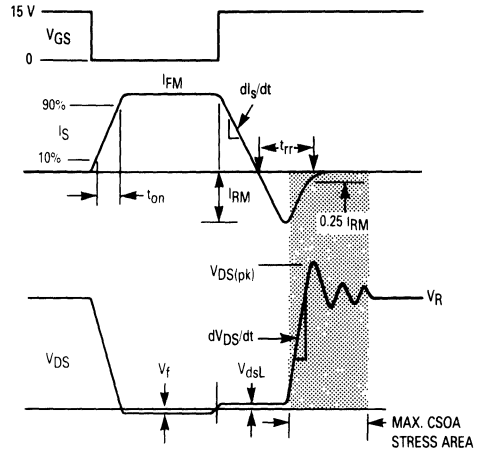 15 V
VGS
0
IFM
dIs/dt
90%
IS
trr
10%
ton
IRM
0.25 IRM
VDS(pk)
VR
dVDS/dt
VDS
Vf
VdsL
MAX. CSOA
STRESS AREA